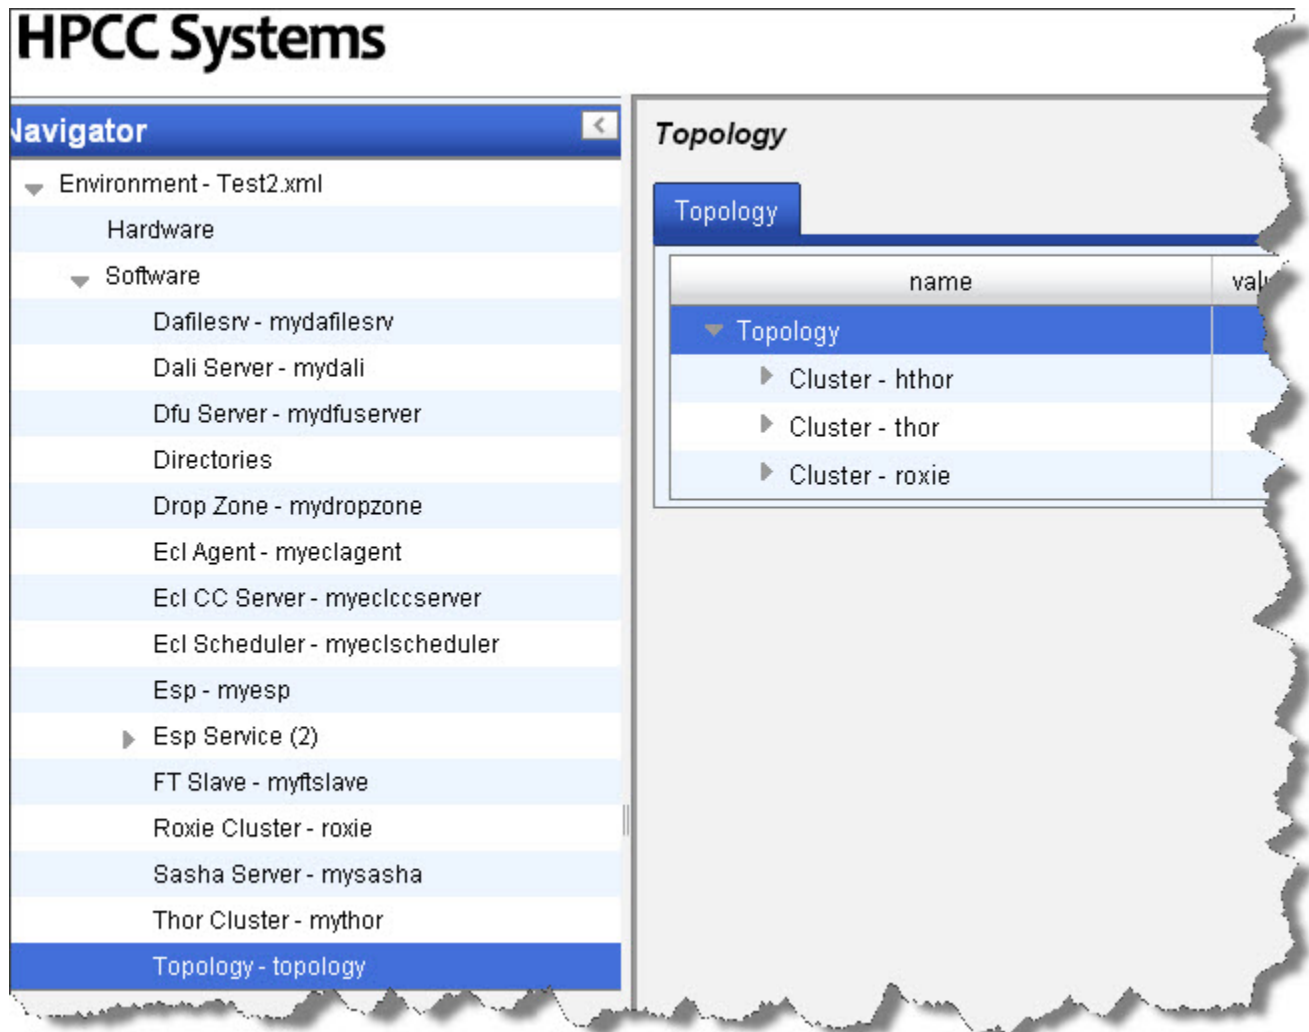 HPCC Systems
Navigator
Environment - Test2.xml
Hardware
Software
Dafilesrv - mydafilesrv
Dali Server - mydali
Dfu Server - mydfuserver
Directories
Drop Zone - mydropzone
Ecl Agent - myeclagent
Ecl CC Server - myeclccserver
Ecl Scheduler - myeclscheduler
Esp - myesp
Esp Service (2)
FT Slave - myftslave
Roxie Cluster - roxie
Sasha Server - mysasha
Thor Cluster - mythor
Topology - topology
Topology
Topology
name
Topology
Cluster - hthor
Cluster - thor
Cluster - roxie